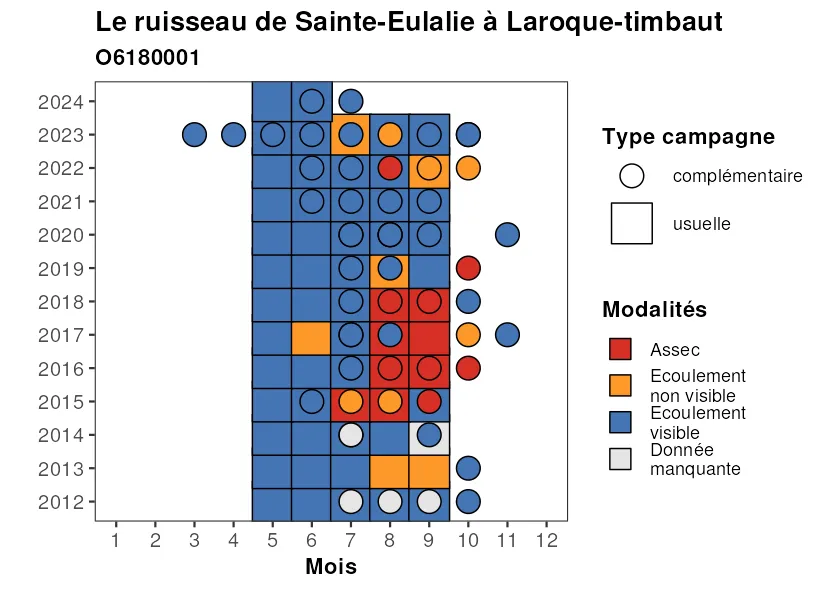 Le ruisseau de Sainte-Eulalie à Laroque-timbaut
O6180001
2024
2023
2022
2021
2020
2019
2018
2017
2016
2015
2014
2013
2012
1 2 3 4 5 6 7 8 9 10 11 12
Mois
Type campagne
complémentaire
usuelle
Modalités
Assec
Ecoulement
non visible
Ecoulement
visible
Donnée
manquante